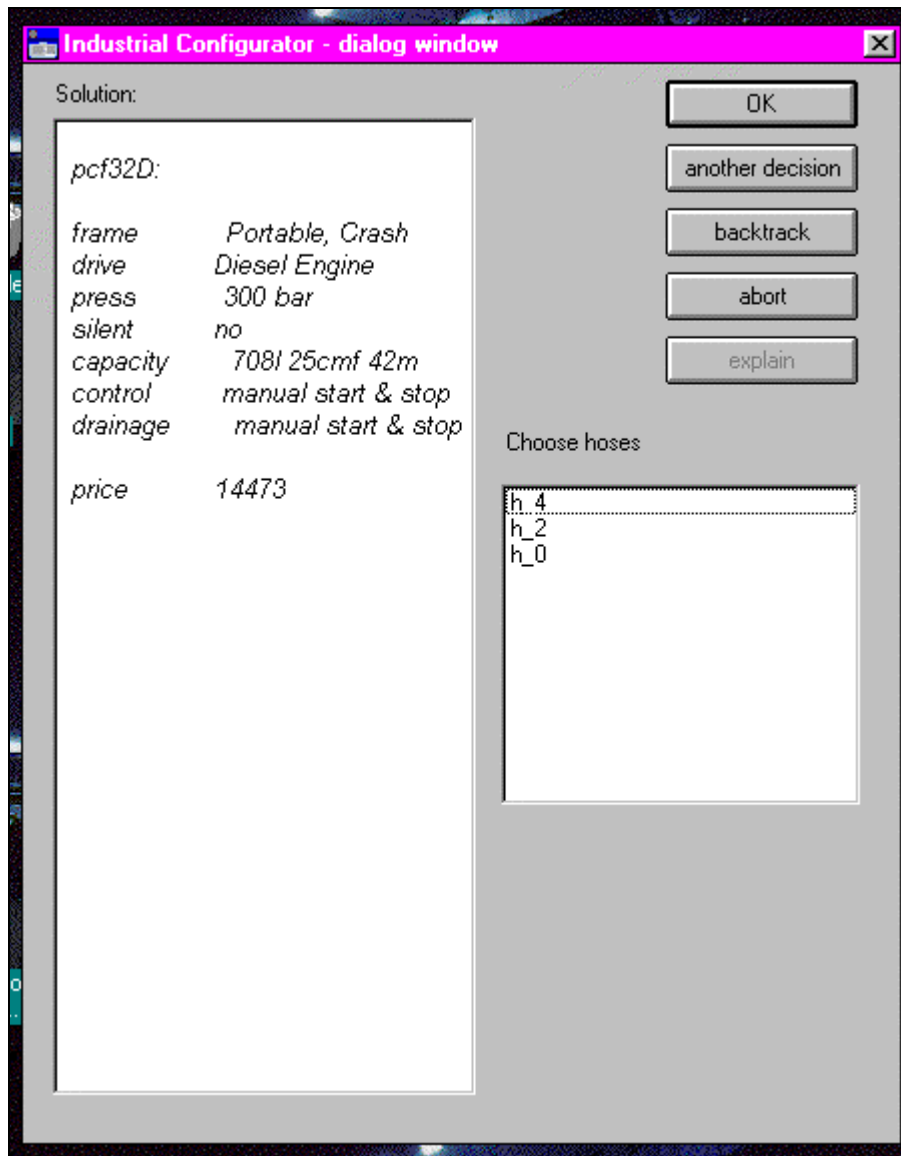 Industrial Configurator - dialog window
Solution:
pcf32D:
frame Portable, Crash
drive Diesel Engine
press 300 bar
silent no
capacity 708l 25cmf 42m
control manual start & stop
drainage manual start & stop
price 14473
OK
another decision
backtrack
abort
explain
Choose hoses
h_4
h_2
h_0